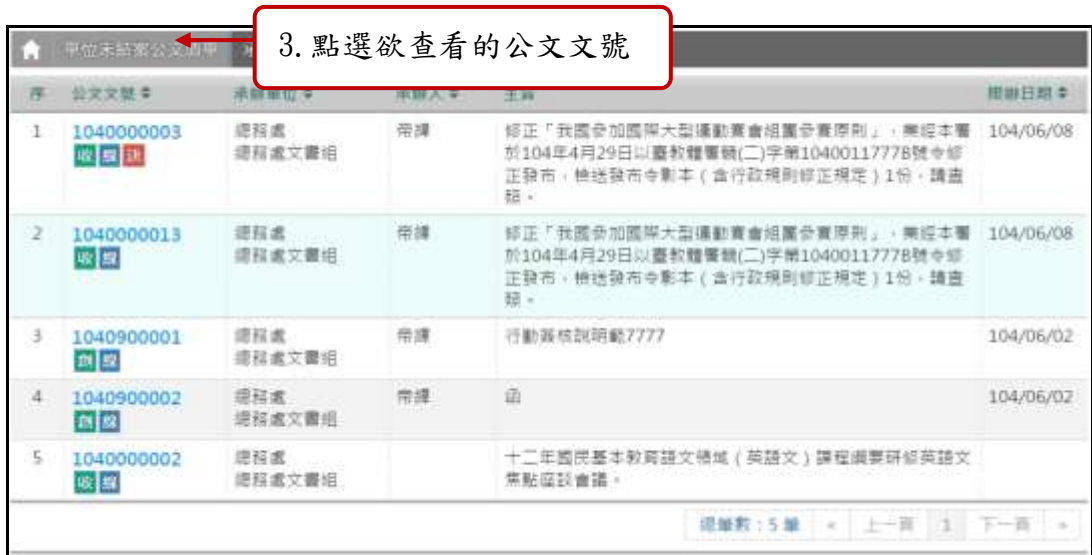 3.點選欲查看的公文文號
單位未結案公文清單
序 公文文號 承辦單位 承辦人 主旨 限辦日期
1 1040000003 總務處 帝緯 修正「我國參加國際大型運動賽會組團參賽原則」，業經本署 104/06/08
收 線 總務處文書組 於104年4月29日以臺教體署競(二)字第1040011777B號令修
正發布，檢送發布令影本（含行政規則修正規定）1份，請查
照。
2 1040000013 總務處 修正「我國參加國際大型運動賽會組團參賽原則」，業經本署 104/06/08
收 線 總務處文書組 於104年4月29日以臺教體署競(二)字第1040011777B號令修
正發布，檢送發布令影本（含行政規則修正規定）1份，請查
照。
3 1040900001 總務處 行動簽核說明範7777 104/06/02
創 線 總務處文書組
4 1040900002 總務處 函 104/06/02
創 線 總務處文書組
5 1040000002 總務處 十二年國民基本教育語文領域（英語文）課程綱要研修英語文
收 線 總務處文書組 焦點座談會議。
總筆數：5 筆 « 上一頁 1 下一頁 »